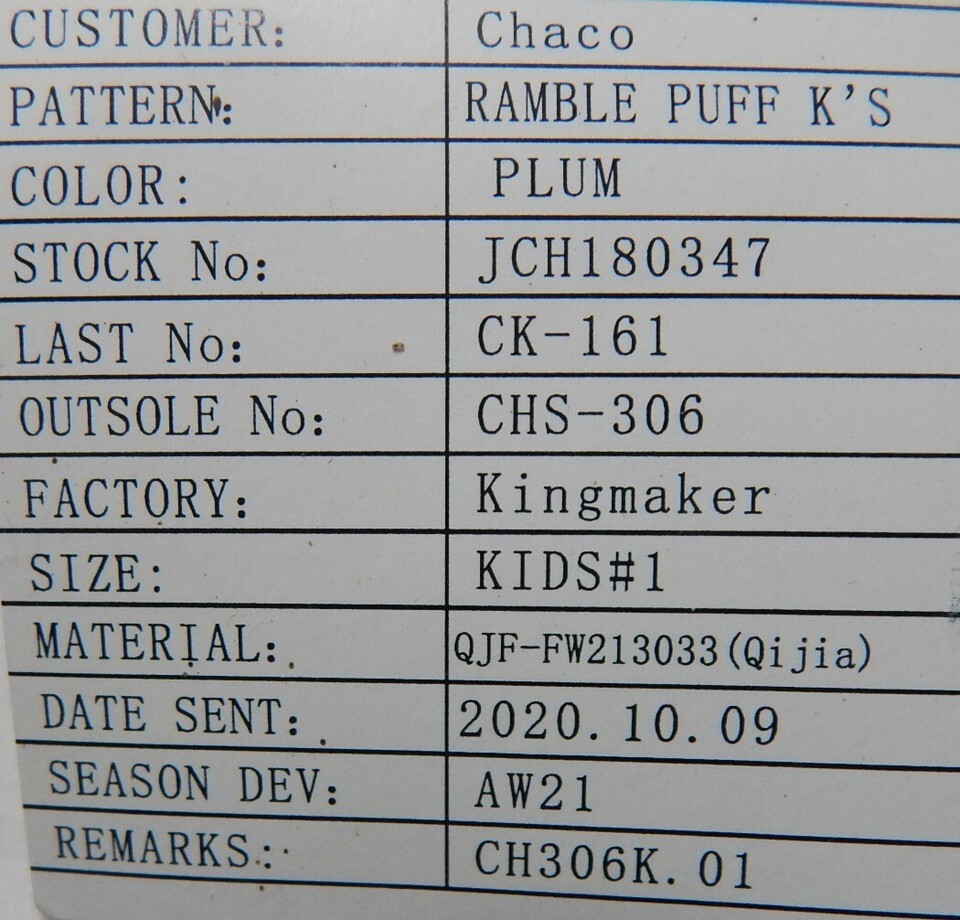 CUSTOMER: Chaco
PATTERN: RAMBLE PUFF K'S
COLOR: PLUM
STOCK No: JCH180347
LAST No: CK-161
OUTSOLE No: CHS-306
FACTORY: Kingmaker
SIZE: KIDS#1
MATERIAL: QJF-FW213033(Qijia)
DATE SENT: 2020.10.09
SEASON DEV: AW21
REMARKS: CH306K.01